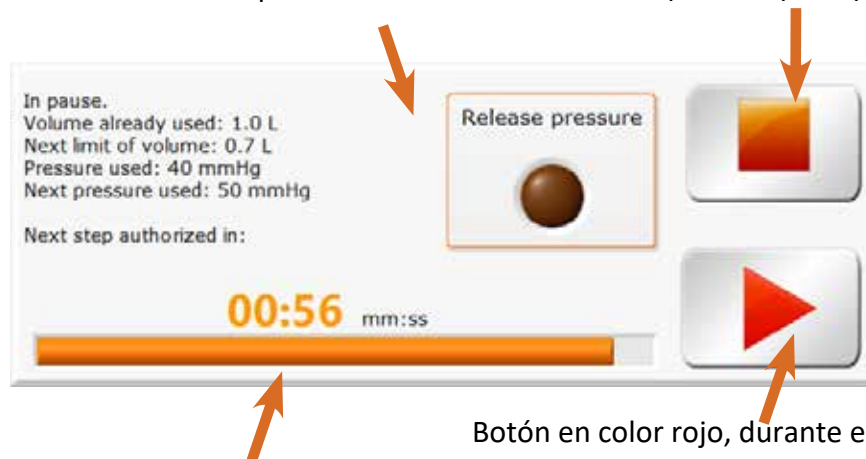 In pause.
Volume already used: 1.0 L
Next limit of volume: 0.7 L
Pressure used: 40 mmHg
Next pressure used: 50 mmHg
Next step authorized in:
Release pressure
00:56 mm:ss
Botón en color rojo, durante e